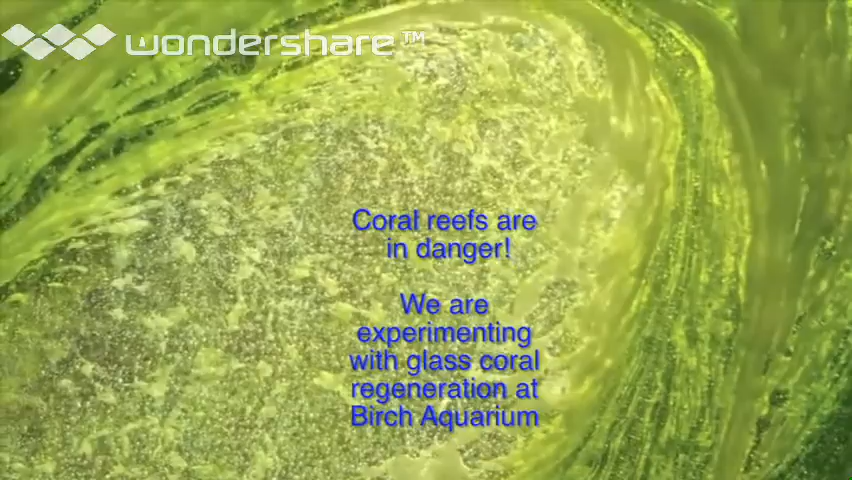 wondershare™
Coral reefs are
in danger!
We are
experimenting
with glass coral
regeneration at
Birch Aquarium